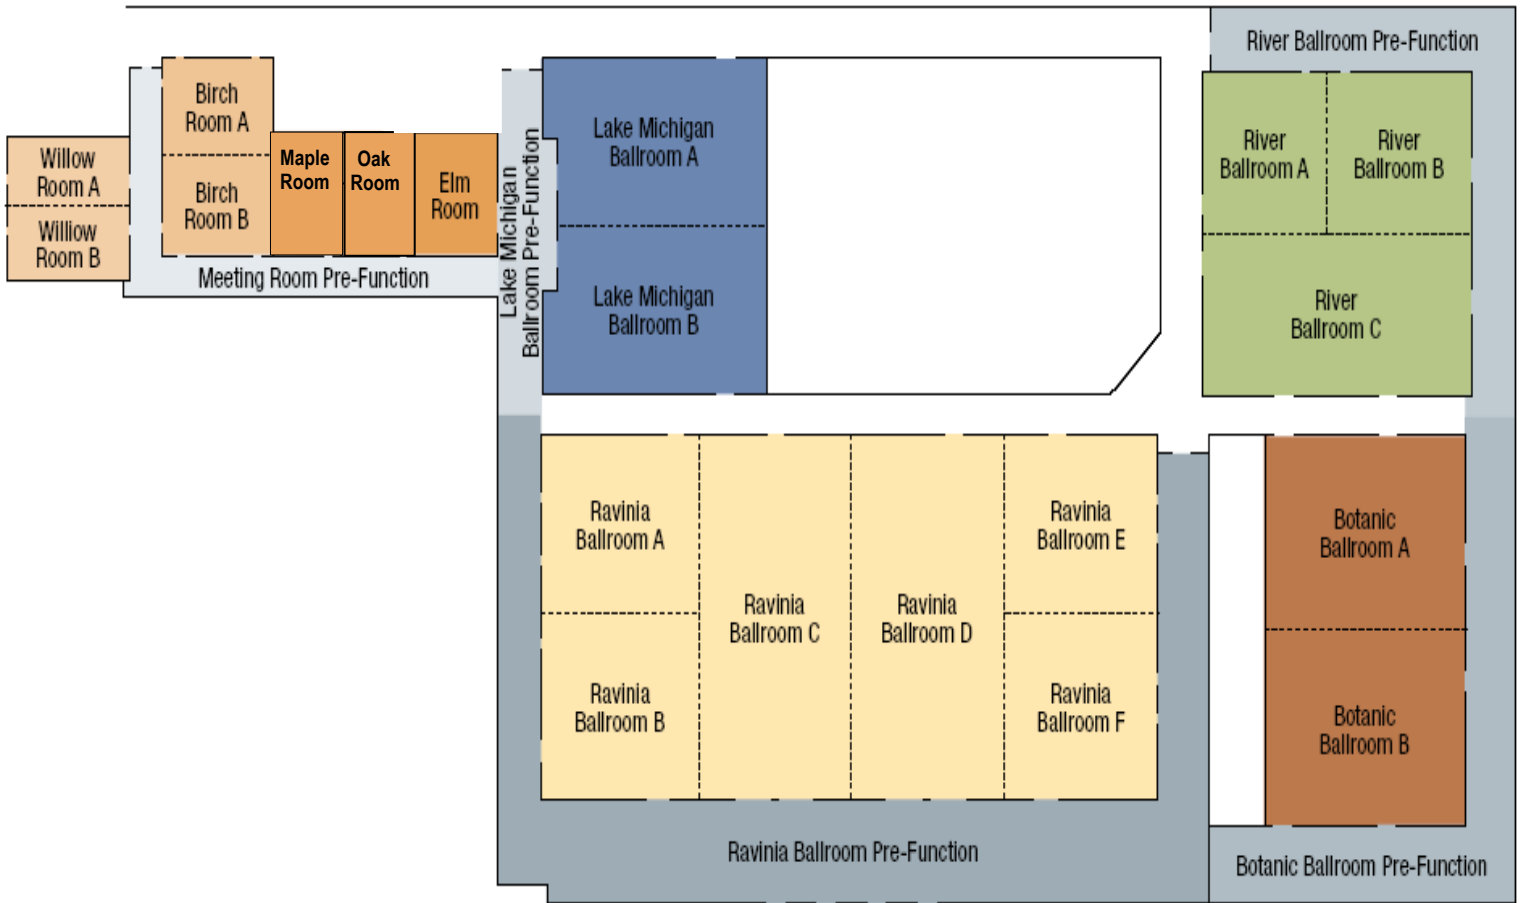 River Ballroom Pre-Function
Birch
Room A
Lake Michigan
Ballroom A
River
Ballroom A
River
Ballroom B
Willow
Room A
Maple
Room
Oak
Room
Elm
Room
Birch
Room B
Williow
Room B
Meeting Room Pre-Function
Lake Michigan
Ballroom Pre-Function
Lake Michigan
Ballroom B
River
Ballroom C
Ravinia
Ballroom A
Ravinia
Ballroom E
Botanic
Ballroom A
Ravinia
Ballroom C
Ravinia
Ballroom D
Ravinia
Ballroom B
Ravinia
Ballroom F
Botanic
Ballroom B
Ravinia Ballroom Pre-Function
Botanic Ballroom Pre-Function